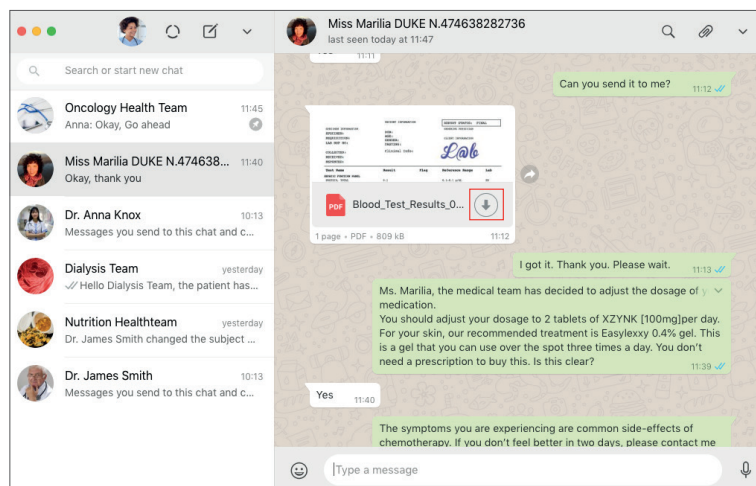 Miss Marilia DUKE N.474638282736
last seen today at 11:47
Search or start new chat
Oncology Health Team 11:45
Anna: Okay, Go ahead
Miss Marilia DUKE N.474638... 11:40
Okay, thank you
Dr. Anna Knox 10:13
Messages you send to this chat and c...
Dialysis Team yesterday
Hello Dialysis Team, the patient has...
Nutrition Healthteam yesterday
Dr. James Smith changed the subject ...
Dr. James Smith 10:13
Messages you send to this chat and c...
11:11
Can you send it to me? 11:12
REPORT STATUS: FINAL
Lab
Test Name Result Flag Reference Range Lab
PDF Blood_Test_Results_0...
1 page • PDF • 809 kB 11:12
I got it. Thank you. Please wait. 11:13
Ms. Marilia, the medical team has decided to adjust the dosage of y
medication.
You should adjust your dosage to 2 tablets of XZYNK [100mg]per day.
For your skin, our recommended treatment is Easylexxy 0.4% gel. This
is a gel that you can use over the spot three times a day. You don't
need a prescription to buy this. Is this clear?
11:39
Yes 11:40
The symptoms you are experiencing are common side-effects of
chemotherapy. If you don't feel better in two days, please contact me
Type a message